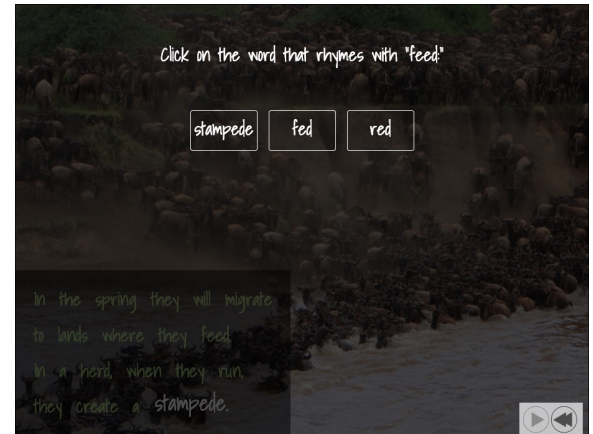 Click on the word that rhymes with "feed."
stampede fed red
In the spring they will migrate
to lands where they feed,
In a herd, when they run,
they create a stampede.